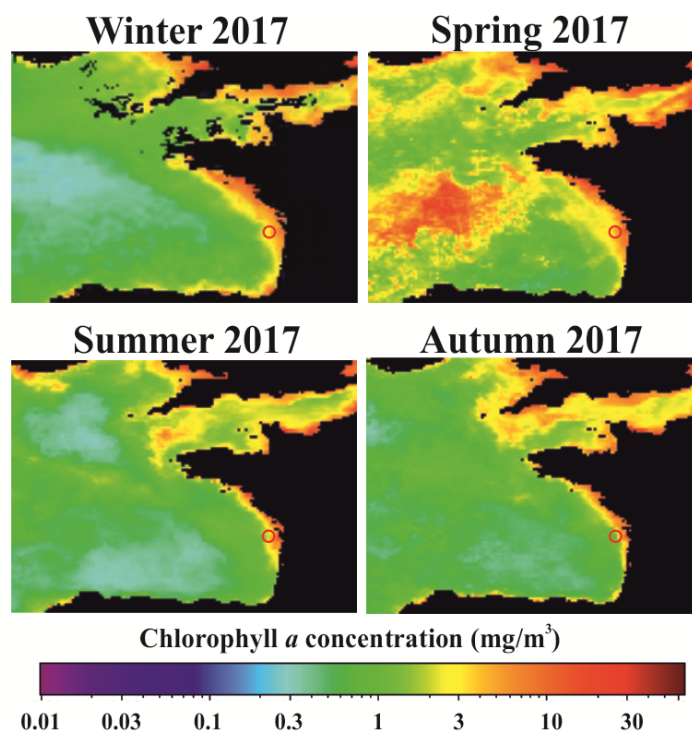 Winter 2017
Spring 2017
Summer 2017
Autumn 2017
Chlorophyll a concentration (mg/m³)
0.01 0.03 0.1 0.3 1 3 10 30